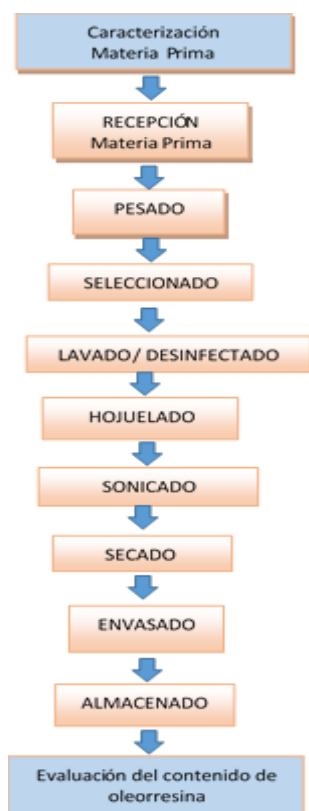 Caracterización
Materia Prima
RECEPCIÓN
Materia Prima
PESADO
SELECCIONADO
LAVADO/ DESINFECTADO
HOJUELADO
SONICADO
SECADO
ENVASADO
ALMACENADO
Evaluación del contenido de
oleorresina